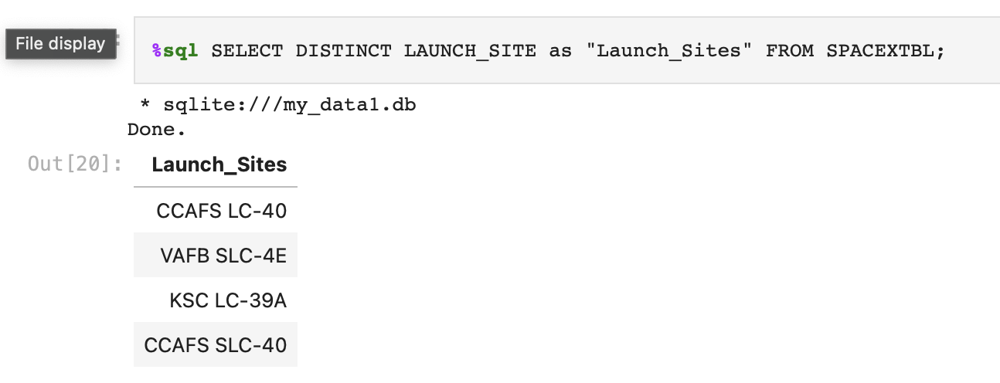 File display
%sql SELECT DISTINCT LAUNCH_SITE as "Launch_Sites" FROM SPACEXTBL;
* sqlite:///my_data1.db
Done.
Out[20]:
Launch_Sites
CCAFS LC-40
VAFB SLC-4E
KSC LC-39A
CCAFS SLC-40